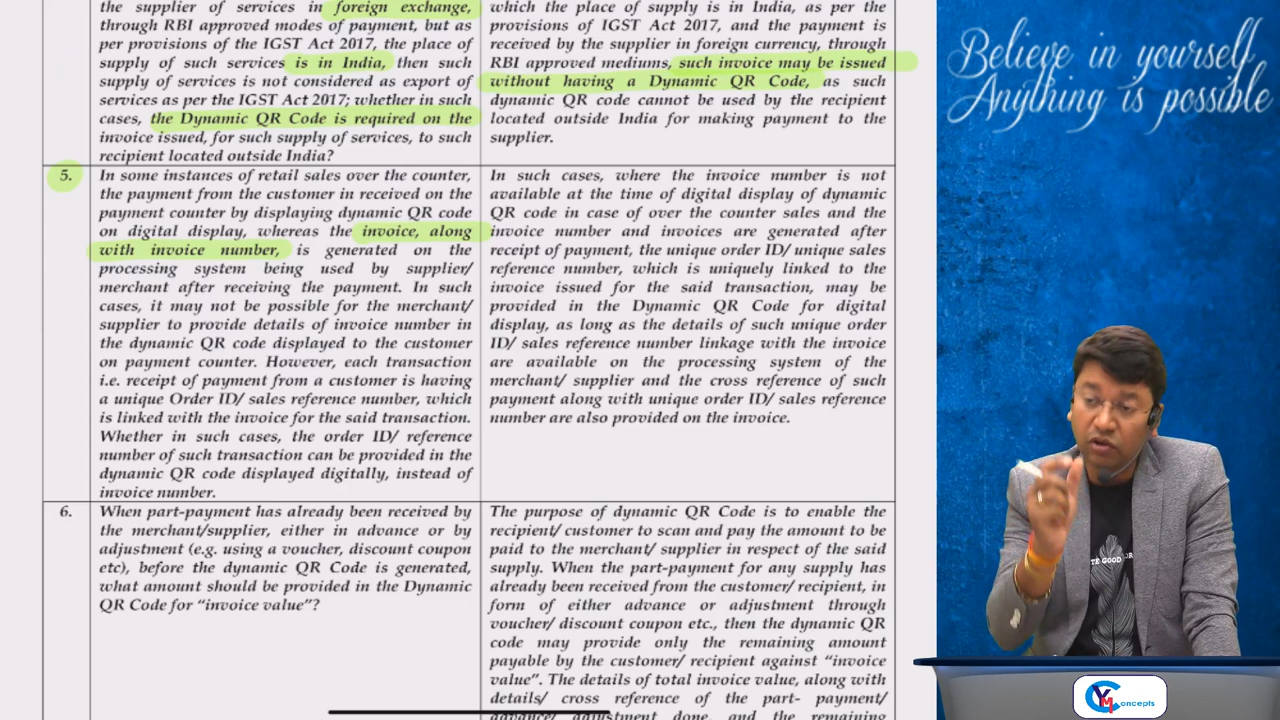 the supplier of services in foreign exchange,
through RBI approved modes of payment, but as
per provisions of the IGST Act 2017, the place of
supply of such services is in India, then such
supply of services is not considered as export of
services as per the IGST Act 2017; whether in such
cases, the Dynamic QR Code is required on the
invoice issued, for such supply of services, to such
recipient located outside India?
which the place of supply is in India, as per the
provisions of IGST Act 2017, and the payment is
received by the supplier in foreign currency, through
RBI approved mediums, such invoice may be issued
without having a Dynamic QR Code, as such
dynamic QR code cannot be used by the recipient
located outside India for making payment to the
supplier.
5.
In some instances of retail sales over the counter,
the payment from the customer in received on the
payment counter by displaying dynamic QR code
on digital display, whereas the invoice, along
with invoice number, is generated on the
processing system being used by supplier/
merchant after receiving the payment. In such
cases, it may not be possible for the merchant/
supplier to provide details of invoice number in
the dynamic QR code displayed to the customer
on payment counter. However, each transaction
i.e. receipt of payment from a customer is having
a unique Order ID/ sales reference number, which
is linked with the invoice for the said transaction.
Whether in such cases, the order ID/ reference
number of such transaction can be provided in the
dynamic QR code displayed digitally, instead of
invoice number.
In such cases, where the invoice number is not
available at the time of digital display of dynamic
QR code in case of over the counter sales and the
invoice number and invoices are generated after
receipt of payment, the unique order ID/ unique sales
reference number, which is uniquely linked to the
invoice issued for the said transaction, may be
provided in the Dynamic QR Code for digital
display, as long as the details of such unique order
ID/ sales reference number linkage with the invoice
are available on the processing system of the
merchant/ supplier and the cross reference of such
payment along with unique order ID/ sales reference
number are also provided on the invoice.
6.
When part-payment has already been received by
the merchant/supplier, either in advance or by
adjustment (e.g. using a voucher, discount coupon
etc), before the dynamic QR Code is generated,
what amount should be provided in the Dynamic
QR Code for "invoice value"?
The purpose of dynamic QR Code is to enable the
recipient/ customer to scan and pay the amount to be
paid to the merchant/ supplier in respect of the said
supply. When the part-payment for any supply has
already been received from the customer/ recipient, in
form of either advance or adjustment through
voucher/ discount coupon etc., then the dynamic QR
code may provide only the remaining amount
payable by the customer/ recipient against "invoice
value". The details of total invoice value, along with
details/ cross reference of the part- payment/
advance/ adjustment done, and the remaining
Believe in yourself
Anything is possible
TE GOOD
YM
oncepts